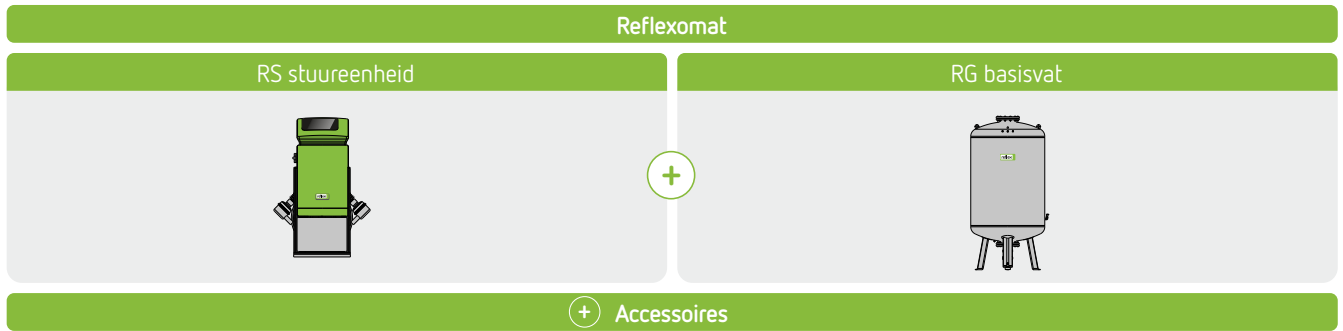 Reflexomat
RS stuureenheid
RG basisvat
+
+ Accessoires